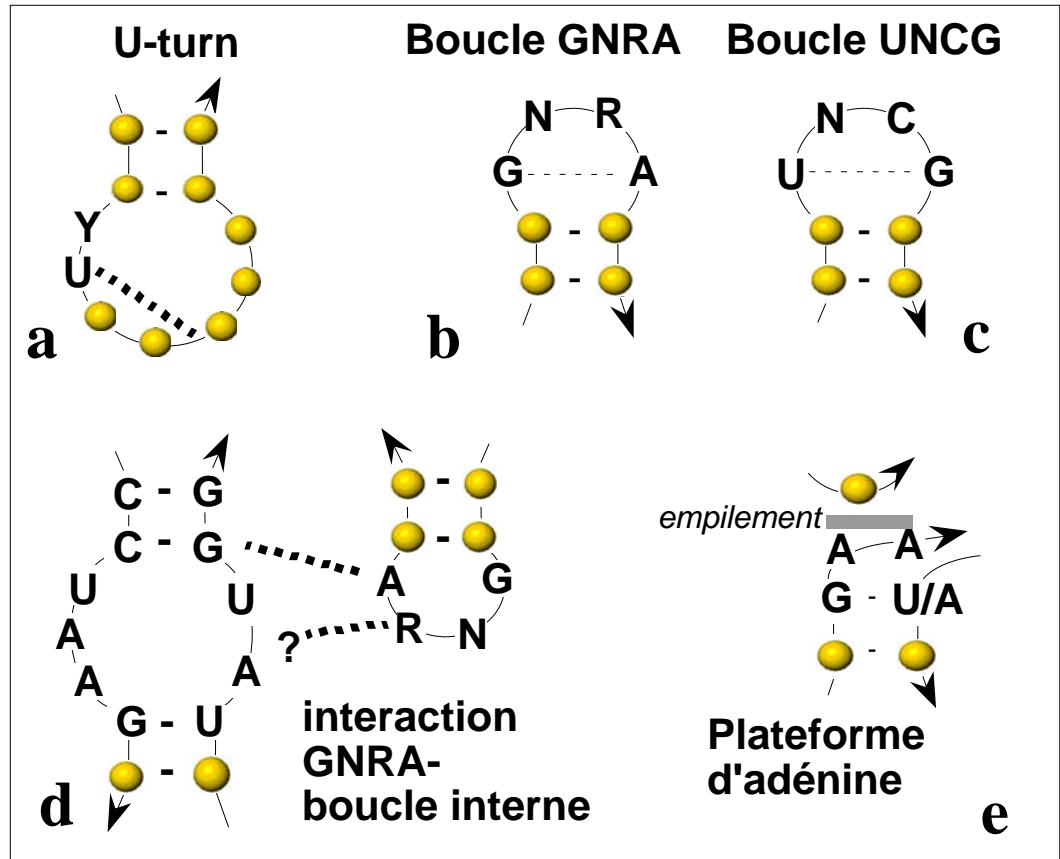 U-turn
Boucle GNRA
Boucle UNCG
- 
-
Y
U
a
N R
G A
-
-
b
N C
U G
-
-
c
C - G
C - G
U
A
A
U
A
G - U
-
d
-
-
A G
R N
?
interaction
GNRA-
boucle interne
empilement
A A
G - U/A
-
Plateforme
d'adénine
e